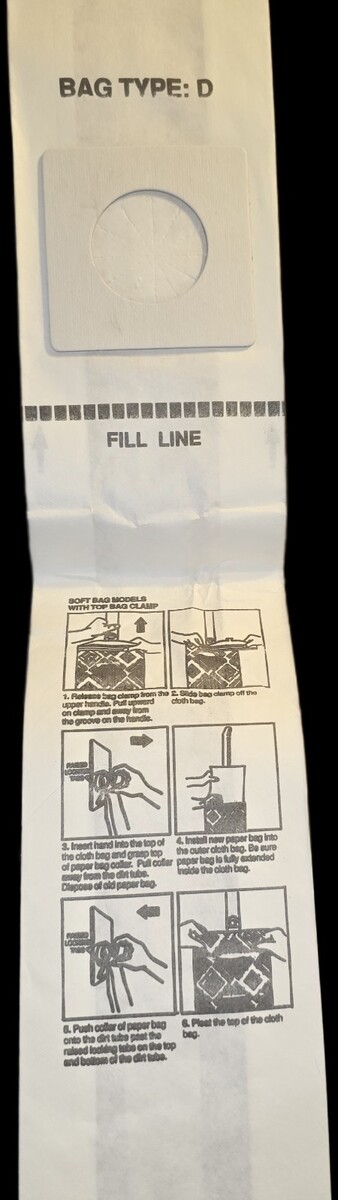 BAG TYPE: D
FILL LINE
SOFT BAG MODELS
WITH TOP BAG CLAMP
1. Release bag clamp from the
upper handle. Pull upward
on clamp and away from
the groove on the handle.
2. Slide bag clamp off the
cloth bag.
RAISED
LOCKING
TABS
3. Insert hand into the top of
the cloth bag and grasp top
of paper bag collar. Pull collar
away from the dirt tube.
Dispose of old paper bag.
4. Install new paper bag into
the outer cloth bag. Be sure
paper bag is fully extended
inside the cloth bag.
RAISED
LOCKING
TABS
5. Push collar of paper bag
onto the dirt tube past the
raised locking tabs on the top
and bottom of the dirt tube.
6. Pleat the top of the cloth
bag.